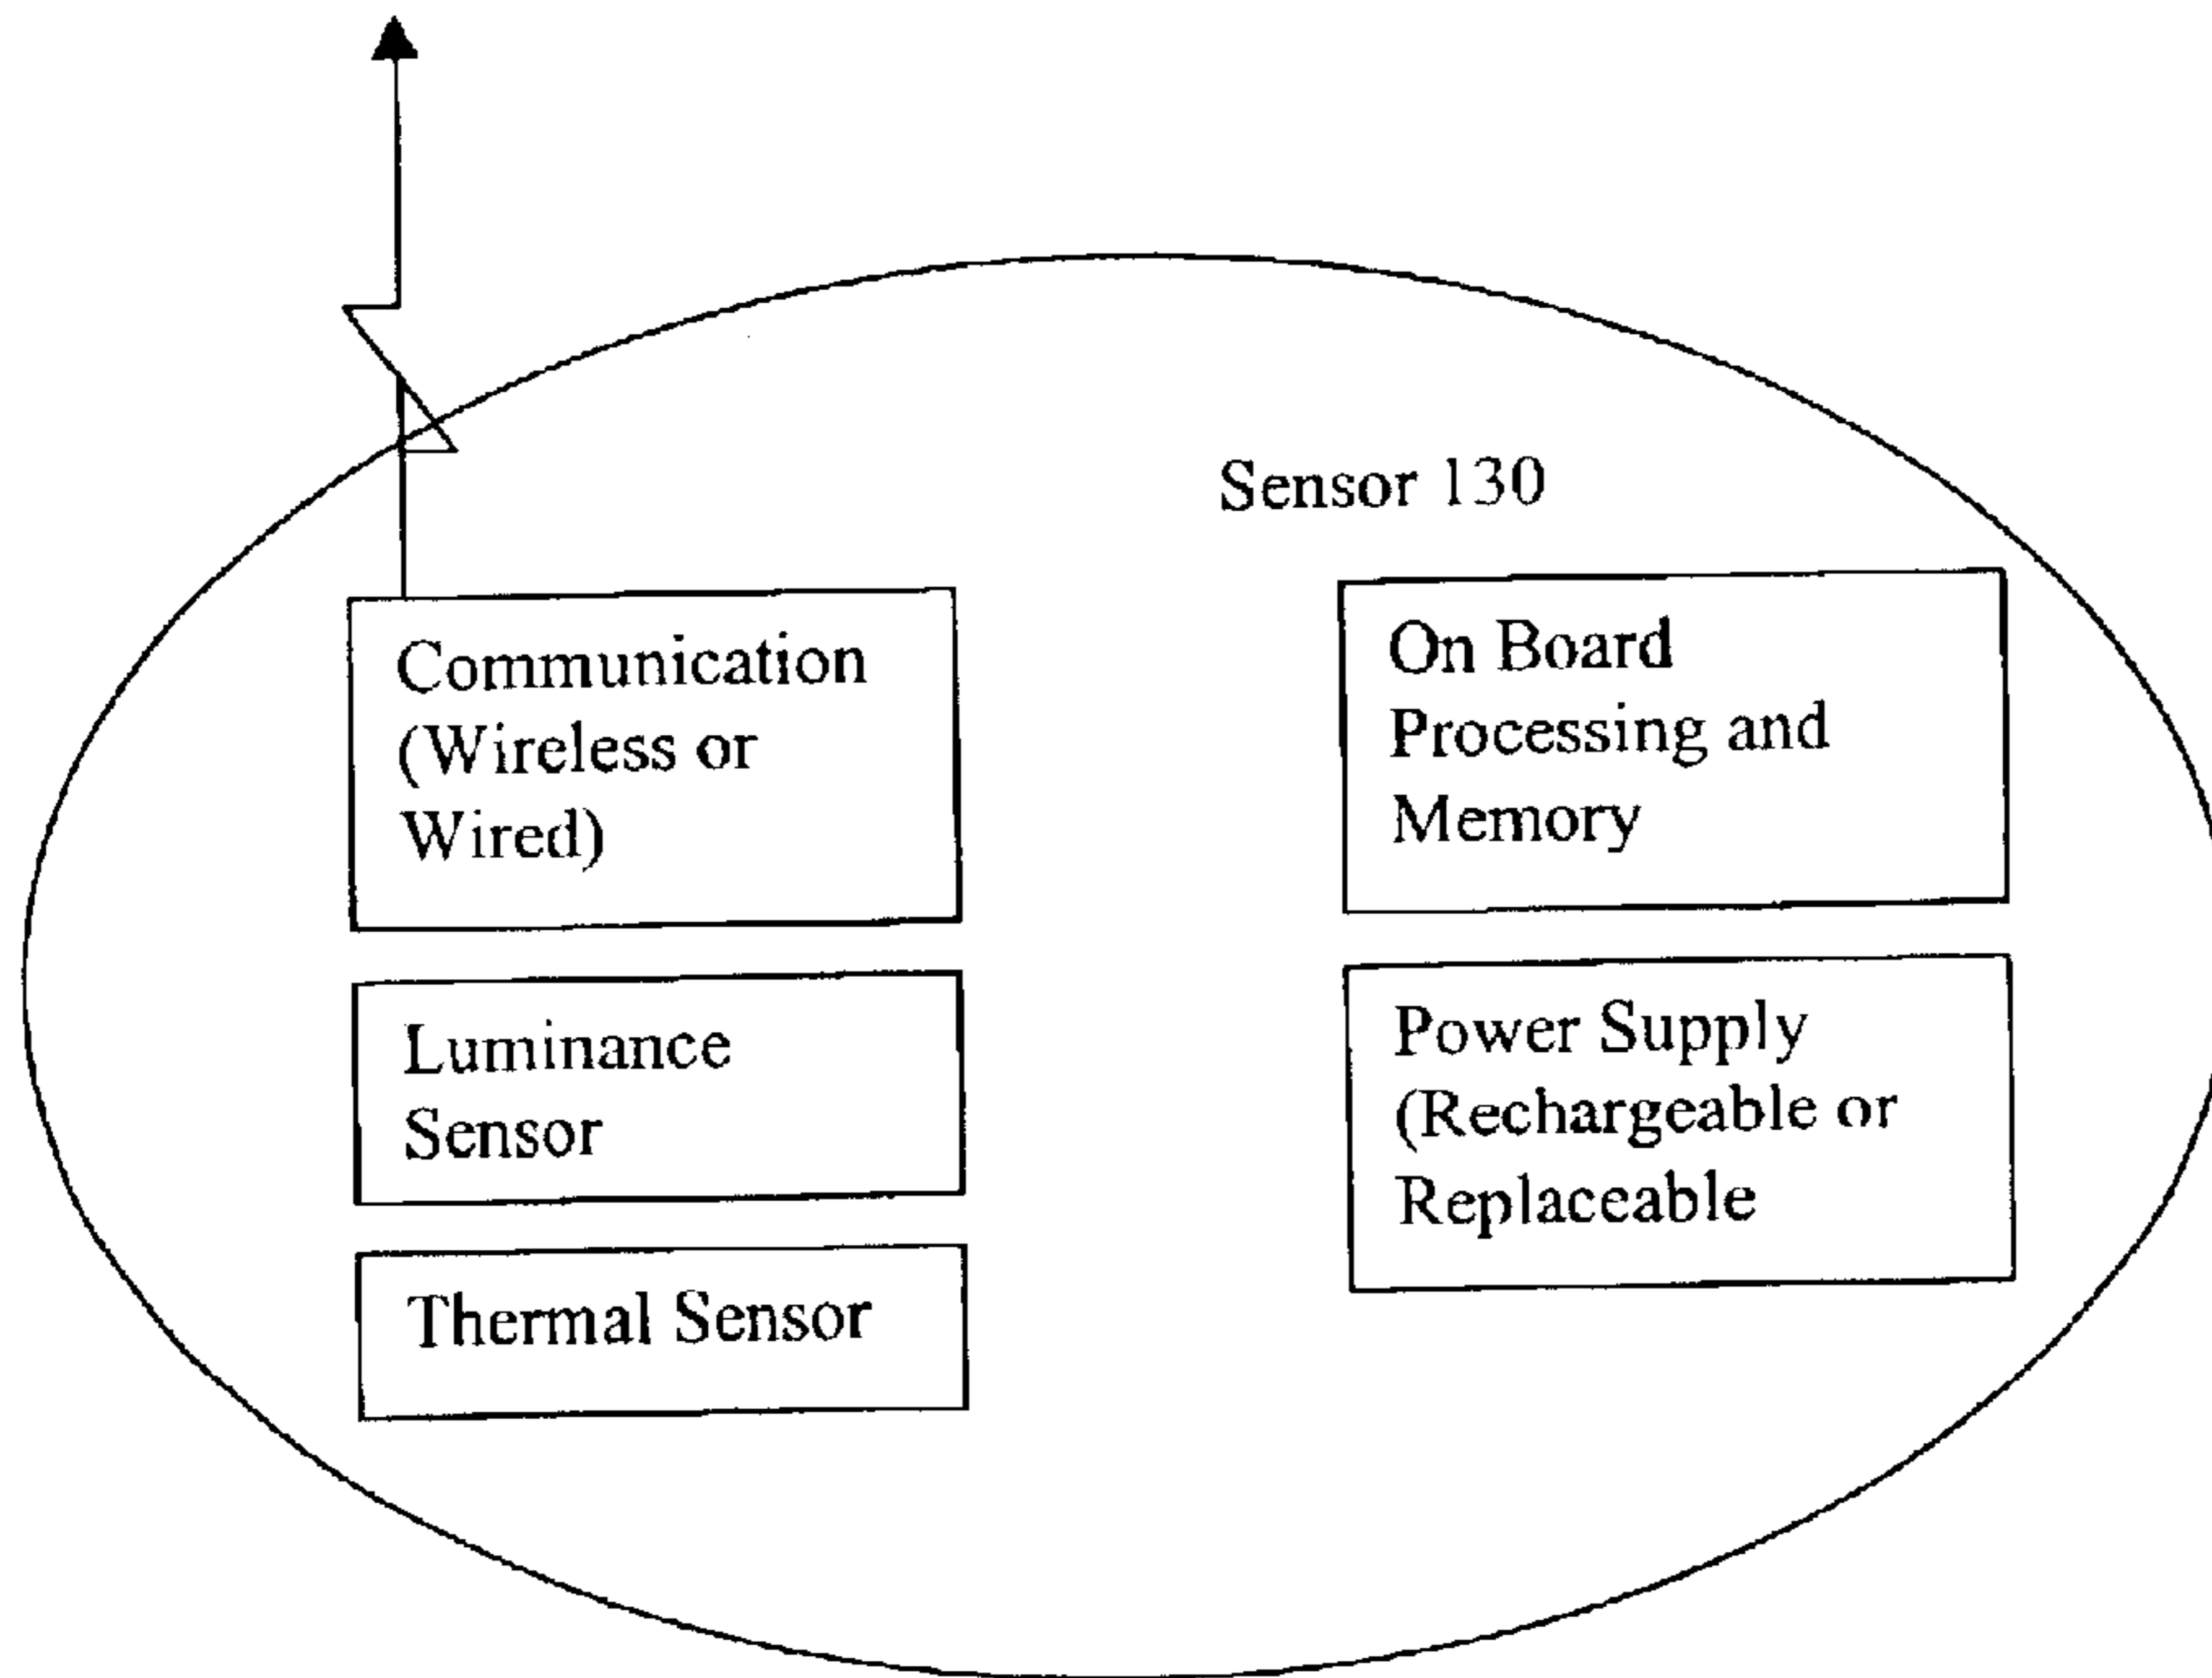 Sensor 130
Communication
(Wireless or
Wired)
Luminance
Sensor
Thermal Sensor
On Board
Processing and
Memory
Power Supply
(Rechargeable or
Replaceable